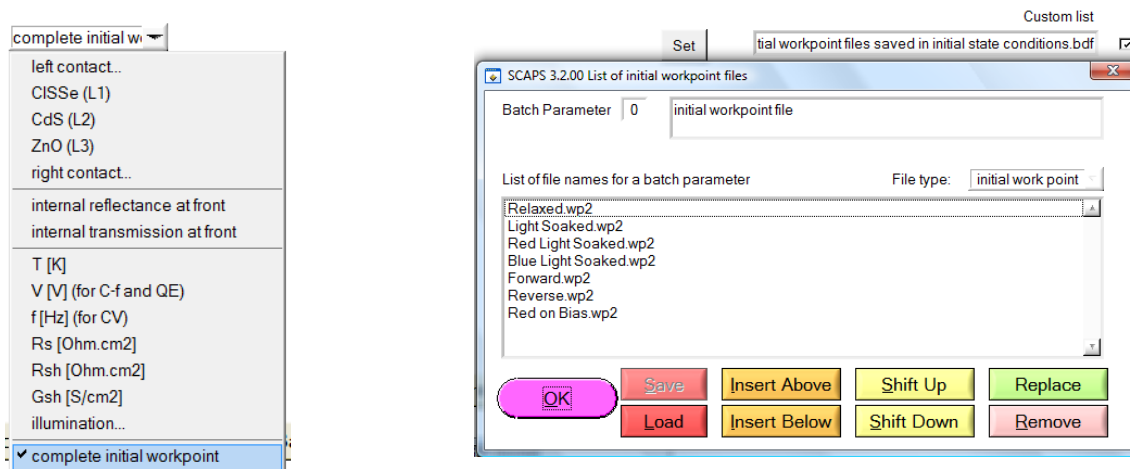 complete initial w
left contact...
CISSe (L1)
CdS (L2)
ZnO (L3)
right contact...
internal reflectance at front
internal transmission at front
T [K]
V [V] (for C-f and QE)
f [Hz] (for CV)
Rs [Ohm.cm2]
Rsh [Ohm.cm2]
Gsh [S/cm2]
illumination...
complete initial workpoint
Custom list
Set
tial workpoint files saved in initial state conditions.bdf
SCAPS 3.2.00 List of initial workpoint files
Batch Parameter 0 initial workpoint file
List of file names for a batch parameter File type: initial work point
Relaxed.wp2
Light Soaked.wp2
Red Light Soaked.wp2
Blue Light Soaked.wp2
Forward.wp2
Reverse.wp2
Red on Bias.wp2
OK Save Insert Above Shift Up Replace
Load Insert Below Shift Down Remove